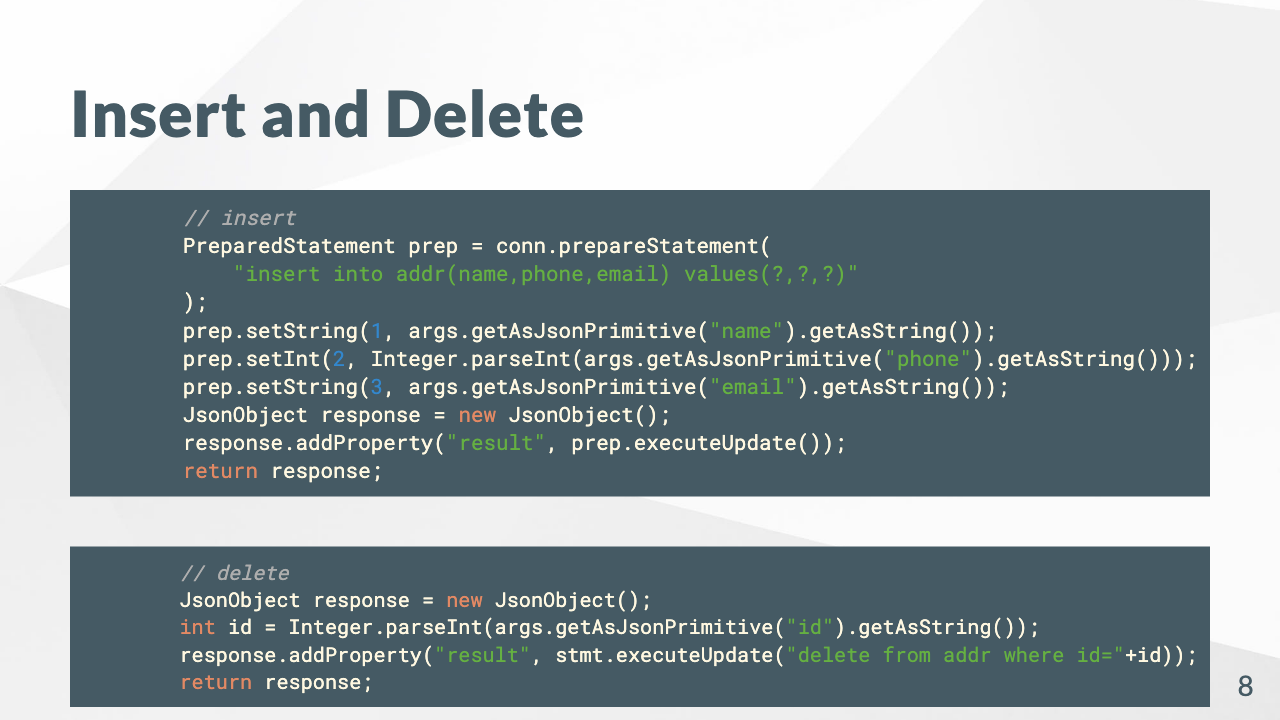 Insert and Delete
// insert
PreparedStatement prep = conn.prepareStatement(
    "insert into addr(name,phone,email) values(?,?,?)"
);
prep.setString(1, args.getAsJsonPrimitive("name").getAsString());
prep.setInt(2, Integer.parseInt(args.getAsJsonPrimitive("phone").getAsString()));
prep.setString(3, args.getAsJsonPrimitive("email").getAsString());
JsonObject response = new JsonObject();
response.addProperty("result", prep.executeUpdate());
return response;
// delete
JsonObject response = new JsonObject();
int id = Integer.parseInt(args.getAsJsonPrimitive("id").getAsString());
response.addProperty("result", stmt.executeUpdate("delete from addr where id="+id));
return response;
8